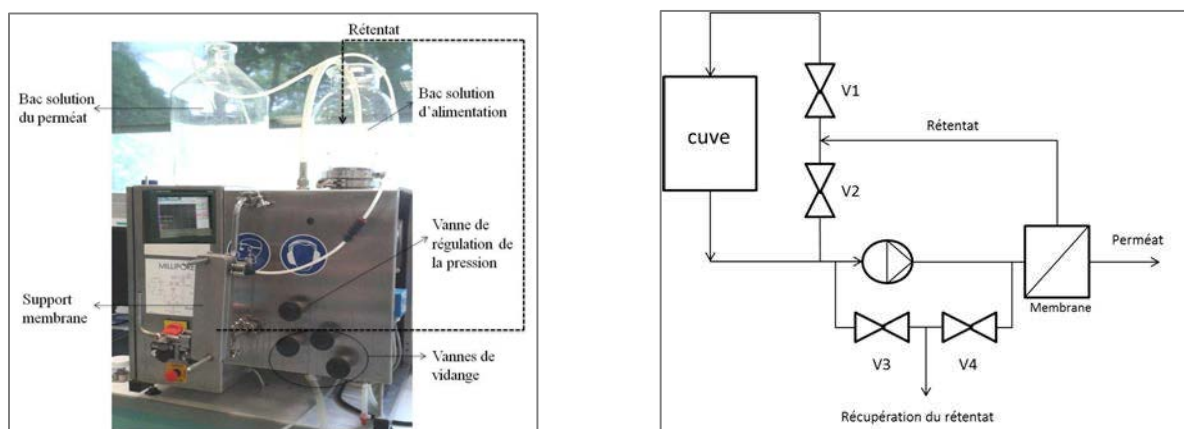 Rétentat
Bac solution
du perméat
Bac solution
d'alimentation
Vanne de
régulation de
la pression
MILLIPORE
Support
membrane
Vannes de
vidange
V1
cuve
Rétentat
V2
Perméat
Membrane
V3
V4
Récupération du rétentat